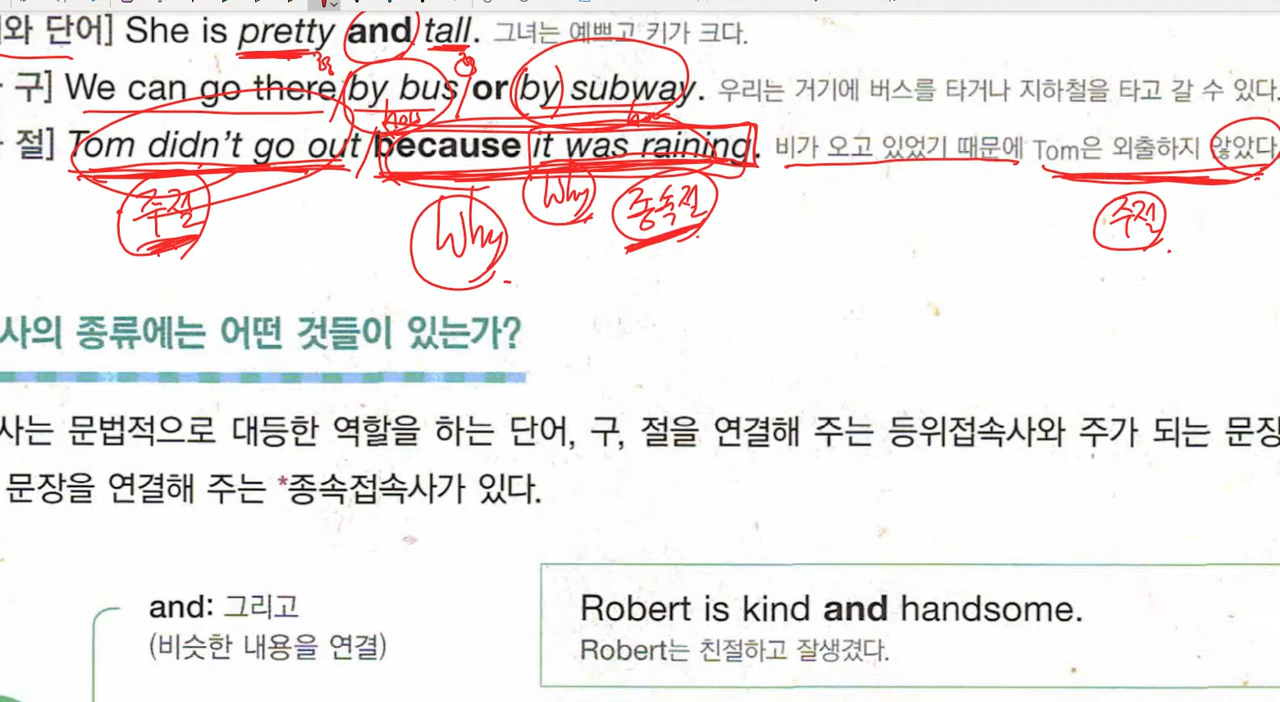 와 단어] She is pretty and tall. 그녀는 예쁘고 키가 크다.
구] We can go there by bus or by subway. 우리는 거기에 버스를 타거나 지하철을 타고 갈 수 있다.
절] Tom didn't go out because it was raining. 비가 오고 있었기 때문에 Tom은 외출하지 않았다
주절 Why Why 종속절 주절
사의 종류에는 어떤 것들이 있는가?
사는 문법적으로 대등한 역할을 하는 단어, 구, 절을 연결해 주는 등위접속사와 주가 되는 문장
문장을 연결해 주는 *종속접속사가 있다.
and: 그리고
(비슷한 내용을 연결)
Robert is kind and handsome.
Robert는 친절하고 잘생겼다.